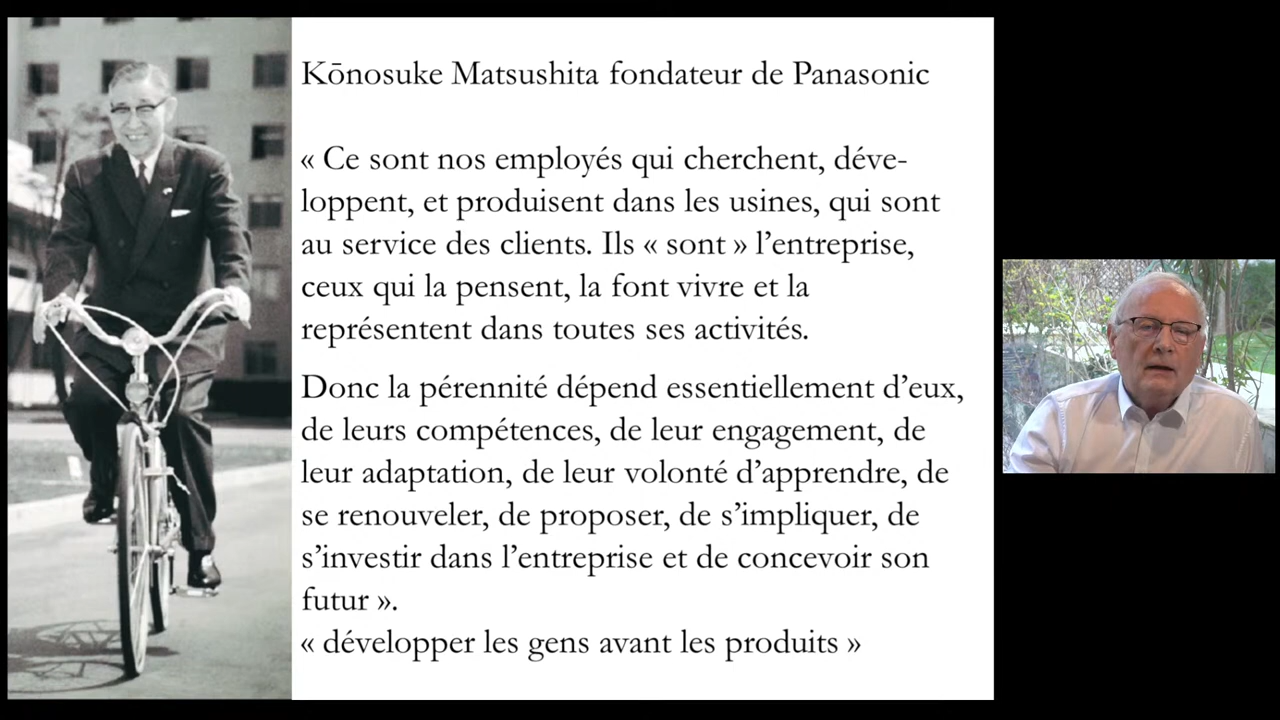 Kōnosuke Matsushita fondateur de Panasonic
« Ce sont nos employés qui cherchent, déve-
loppent, et produisent dans les usines, qui sont
au service des clients. Ils « sont » l’entreprise,
ceux qui la pensent, la font vivre et la
représentent dans toutes ses activités.
Donc la pérennité dépend essentiellement d’eux,
de leurs compétences, de leur engagement, de
leur adaptation, de leur volonté d’apprendre, de
se renouveler, de proposer, de s’impliquer, de
s’investir dans l’entreprise et de concevoir son
futur ».
« développer les gens avant les produits »